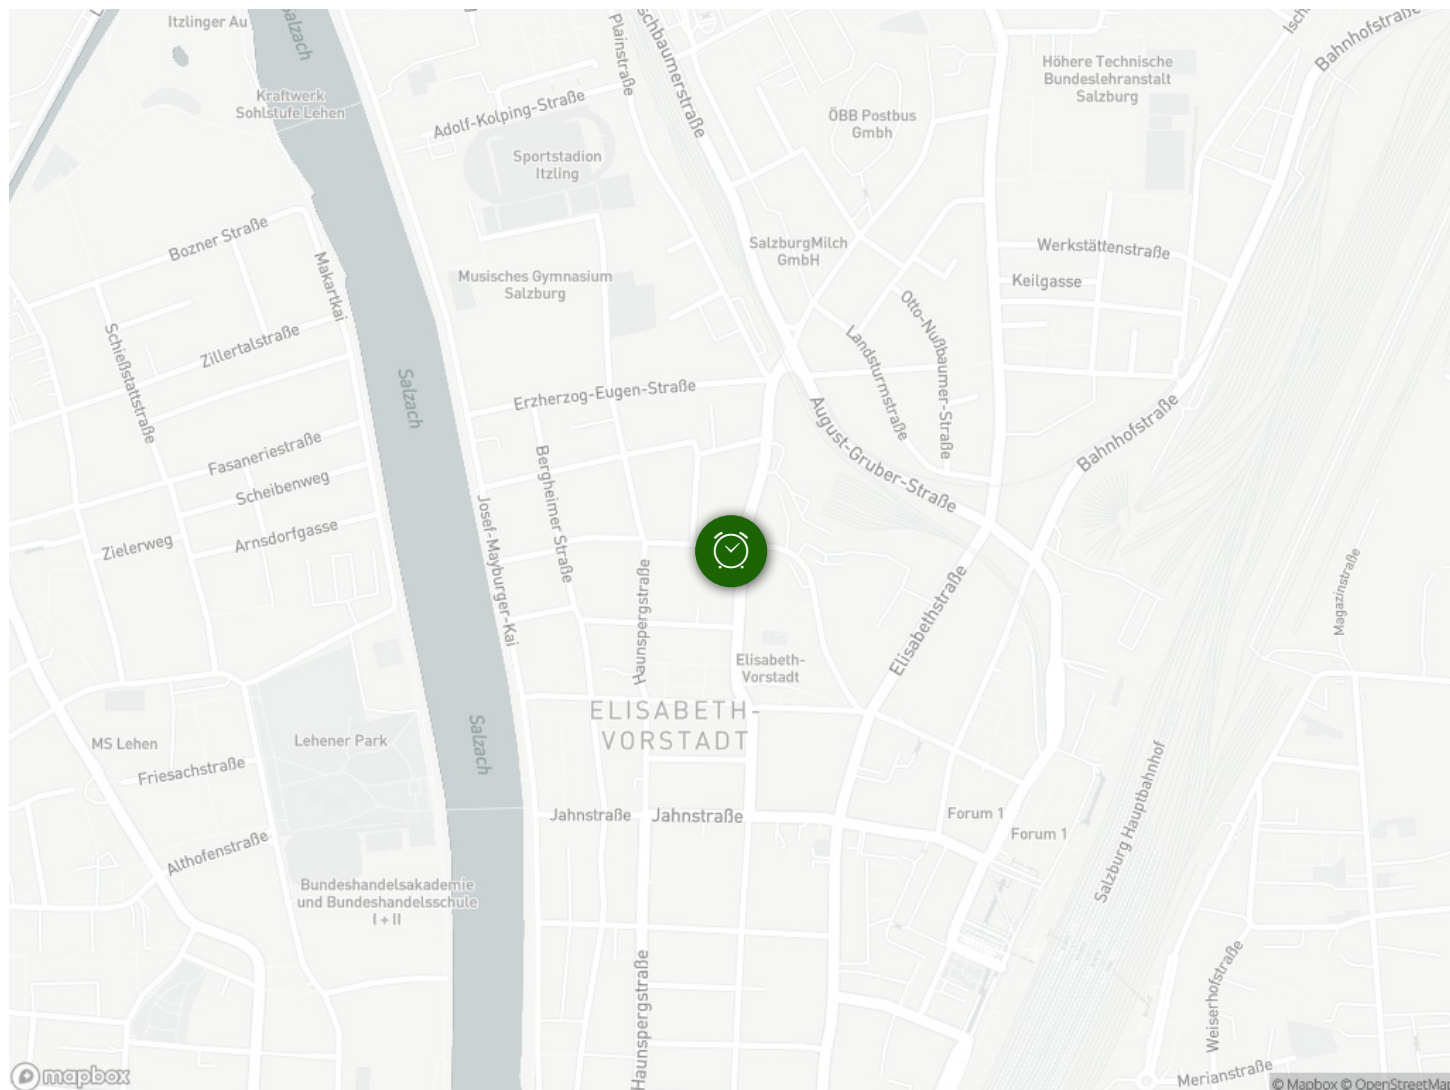 Itzlinger Au
Salzach
Kraftwerk
Sohlstufe Lehen
Plainstraße
schbaumerstraße
Adolf-Kolping-Straße
Sportstadion
Itzling
ÖBB Postbus
Gmbh
Höhere Technische
Bundeslehranstalt
Salzburg
Isch
Bahnhofstraße
Bozner Straße
Makartkai
Musisches Gymnasium
Salzburg
SalzburgMilch
GmbH
Werkstättenstraße
Keilgasse
Otto-Nußbaumer-Straße
Landsturmstraße
Schießstattstraße
Zillertalstraße
Salzach
Erzherzog-Eugen-Straße
August-Gruber-Straße
Bahnhofstraße
Fasaneriestraße
Scheibenweg
Arnsdorfgasse
Zielerweg
Josef-Mayburger-Kai
Bergheimer Straße
Haunspergstraße
Elisabethstraße
Magazinstraße
Elisabeth-
Vorstadt
ELISABETH-
VORSTADT
Salzach
MS Lehen
Lehener Park
Friesachstraße
Salzburg Hauptbahnhof
Jahnstraße
Jahnstraße
Forum 1
Forum 1
Althofenstraße
Bundeshandelsakademie
und Bundeshandelsschule
I + II
Haunspergstraße
Weiserhofstraße
Merianstraße
mapbox
© Mapbox © OpenStreetMap